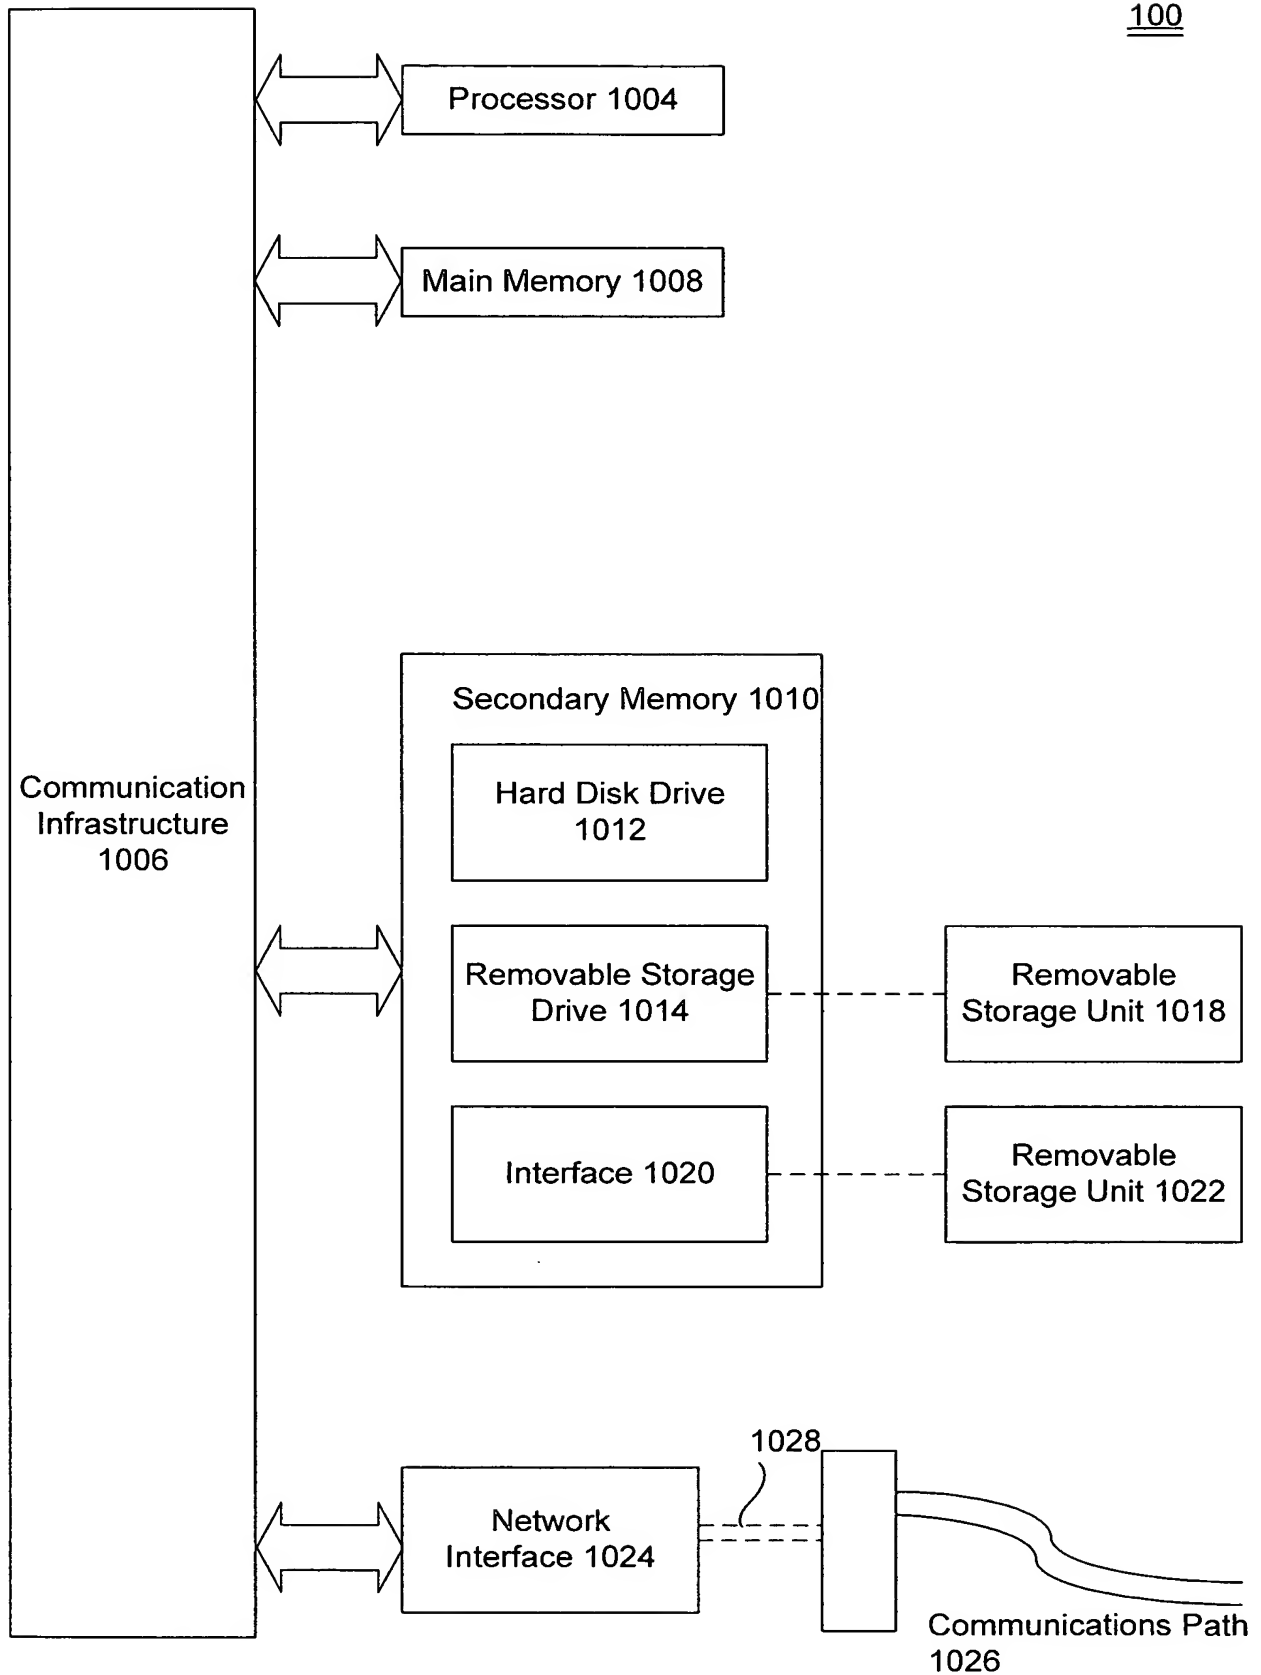 100
Processor 1004
Main Memory 1008
Secondary Memory 1010
Hard Disk Drive
1012
Communication
Infrastructure
1006
Removable Storage
Drive 1014
Removable
Storage Unit 1018
Interface 1020
Removable
Storage Unit 1022
1028
Network
Interface 1024
Communications Path
1026